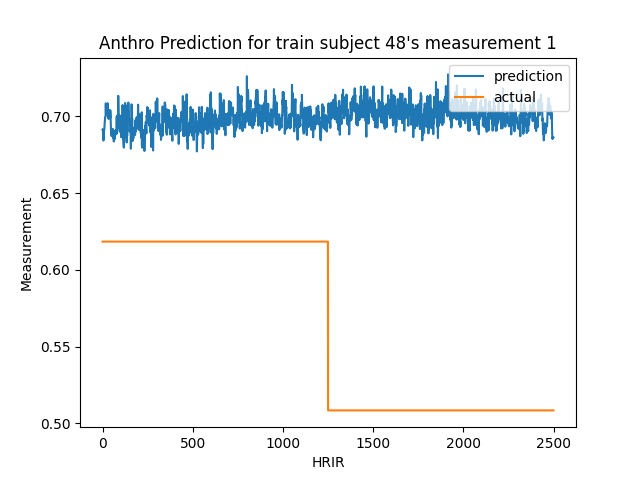 Anthro Prediction for train subject 48's measurement 1
prediction
actual
0.70
0.65
0.60
0.55
0.50
Measurement
0
500
1000
1500
2000
2500
HRIR